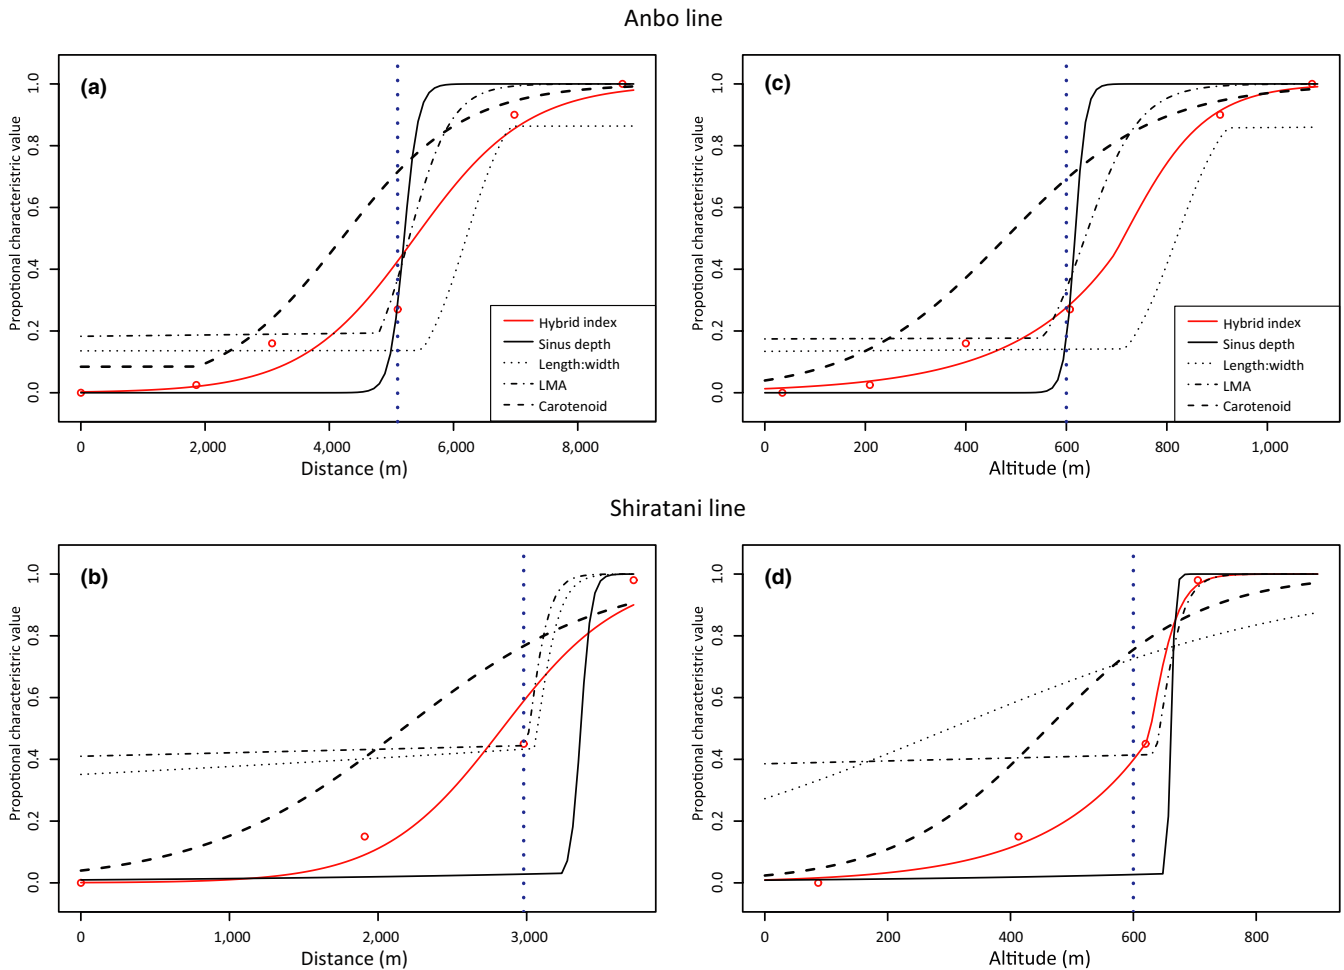 Anbo line
(a)
Propotional characteristric value
0.0 0.2 0.4 0.6 0.8 1.0
0 2,000 4,000 6,000 8,000
Distance (m)
Hybrid index
Sinus depth
Length:width
LMA
Carotenoid
(c)
Propotional characteristric value
0.0 0.2 0.4 0.6 0.8 1.0
0 200 400 600 800 1,000
Altitude (m)
Hybrid index
Sinus depth
Length:width
LMA
Carotenoid
Shiratani line
(b)
Propotional characteristric value
0.0 0.2 0.4 0.6 0.8 1.0
0 1,000 2,000 3,000
Distance (m)
(d)
Propotional characteristric value
0.0 0.2 0.4 0.6 0.8 1.0
0 200 400 600 800
Altitude (m)